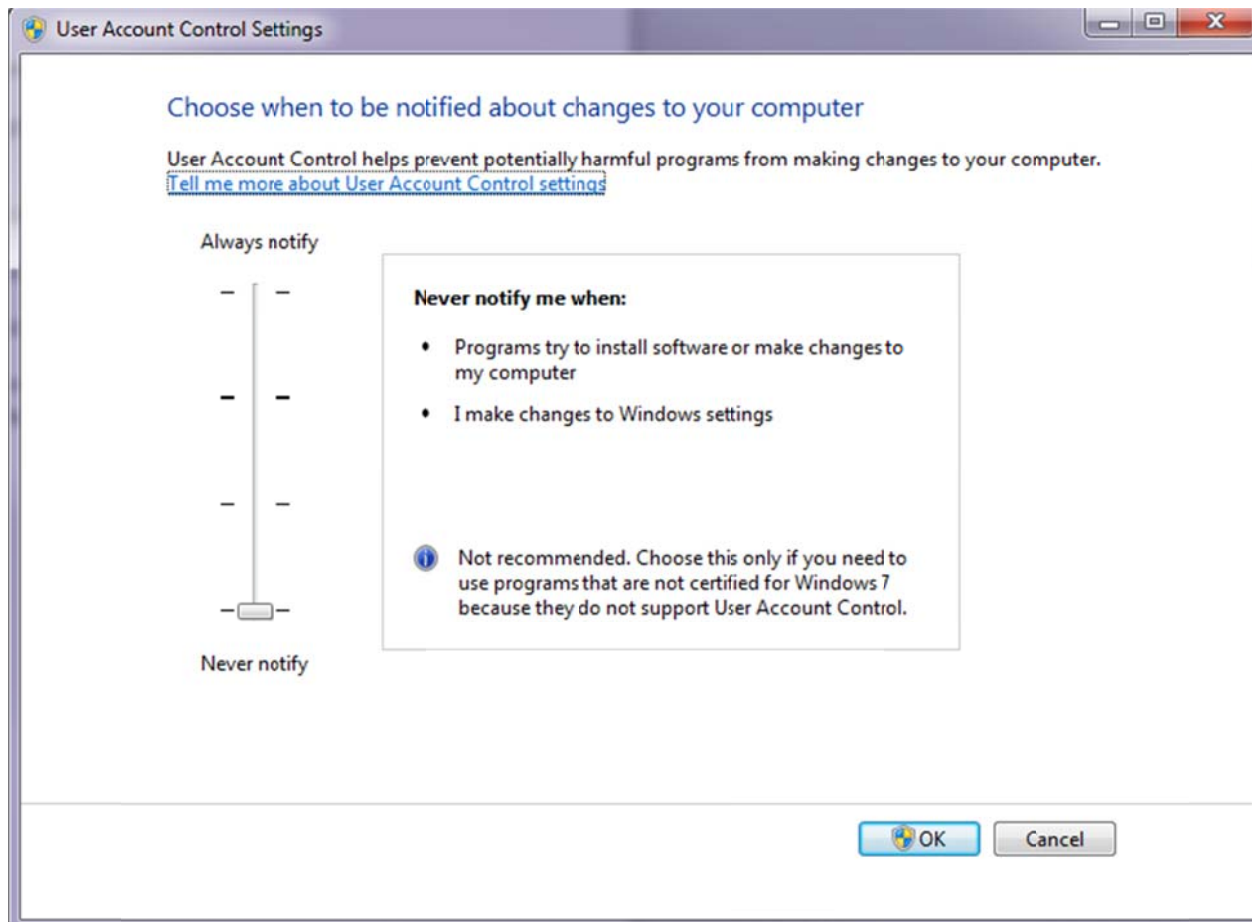 User Account Control Settings
Choose when to be notified about changes to your computer
User Account Control helps prevent potentially harmful programs from making changes to your computer.
Tell me more about User Account Control settings
Always notify
Never notify me when:
• Programs try to install software or make changes to
my computer
• I make changes to Windows settings
Not recommended. Choose this only if you need to
use programs that are not certified for Windows 7
because they do not support User Account Control.
Never notify
OK
Cancel